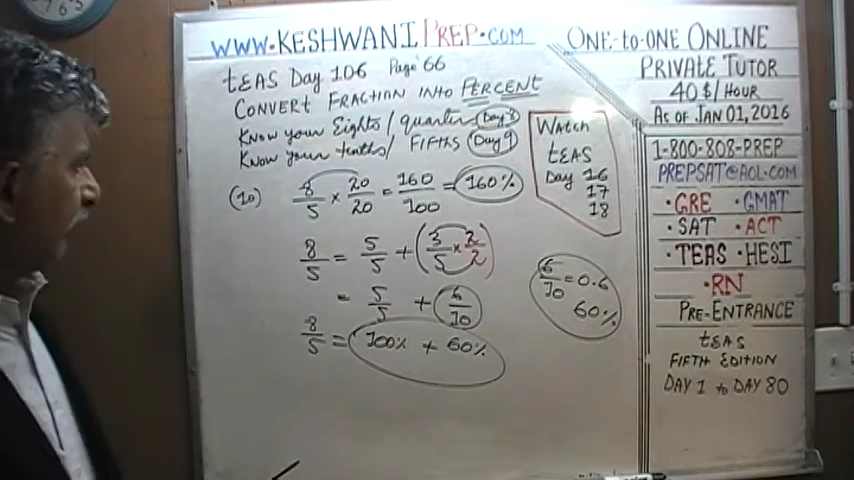 WWW.KESHWANIPREP.COM
TEAS Day 106 Page 66
CONVERT FRACTION INTO PERCENT
KNOW YOUR Eights/quarters Day 8
KNOW YOUR tenths/ FIFTHS Day 9
(10) 8/5 × 20/20 = 160/100 = 160%
8/5 = 5/5 + (3/5 × 2/2)
= 5/5 + 6/10
8/5 = 100% + 60%
WATCH
TEAS
DAY 16
17
18
6/10 = 0.6
60%
ONE-to-ONE ONLINE
PRIVATE TUTOR
40 $/HOUR
AS OF JAN 01, 2016
1-800-808-PREP
PREPSAT@AOL.COM
•GRE •GMAT
•SAT •ACT
•TEAS •HESI
•RN
PRE-ENTRANCE
TEAS
FIFTH EDITION
DAY 1 to DAY 80